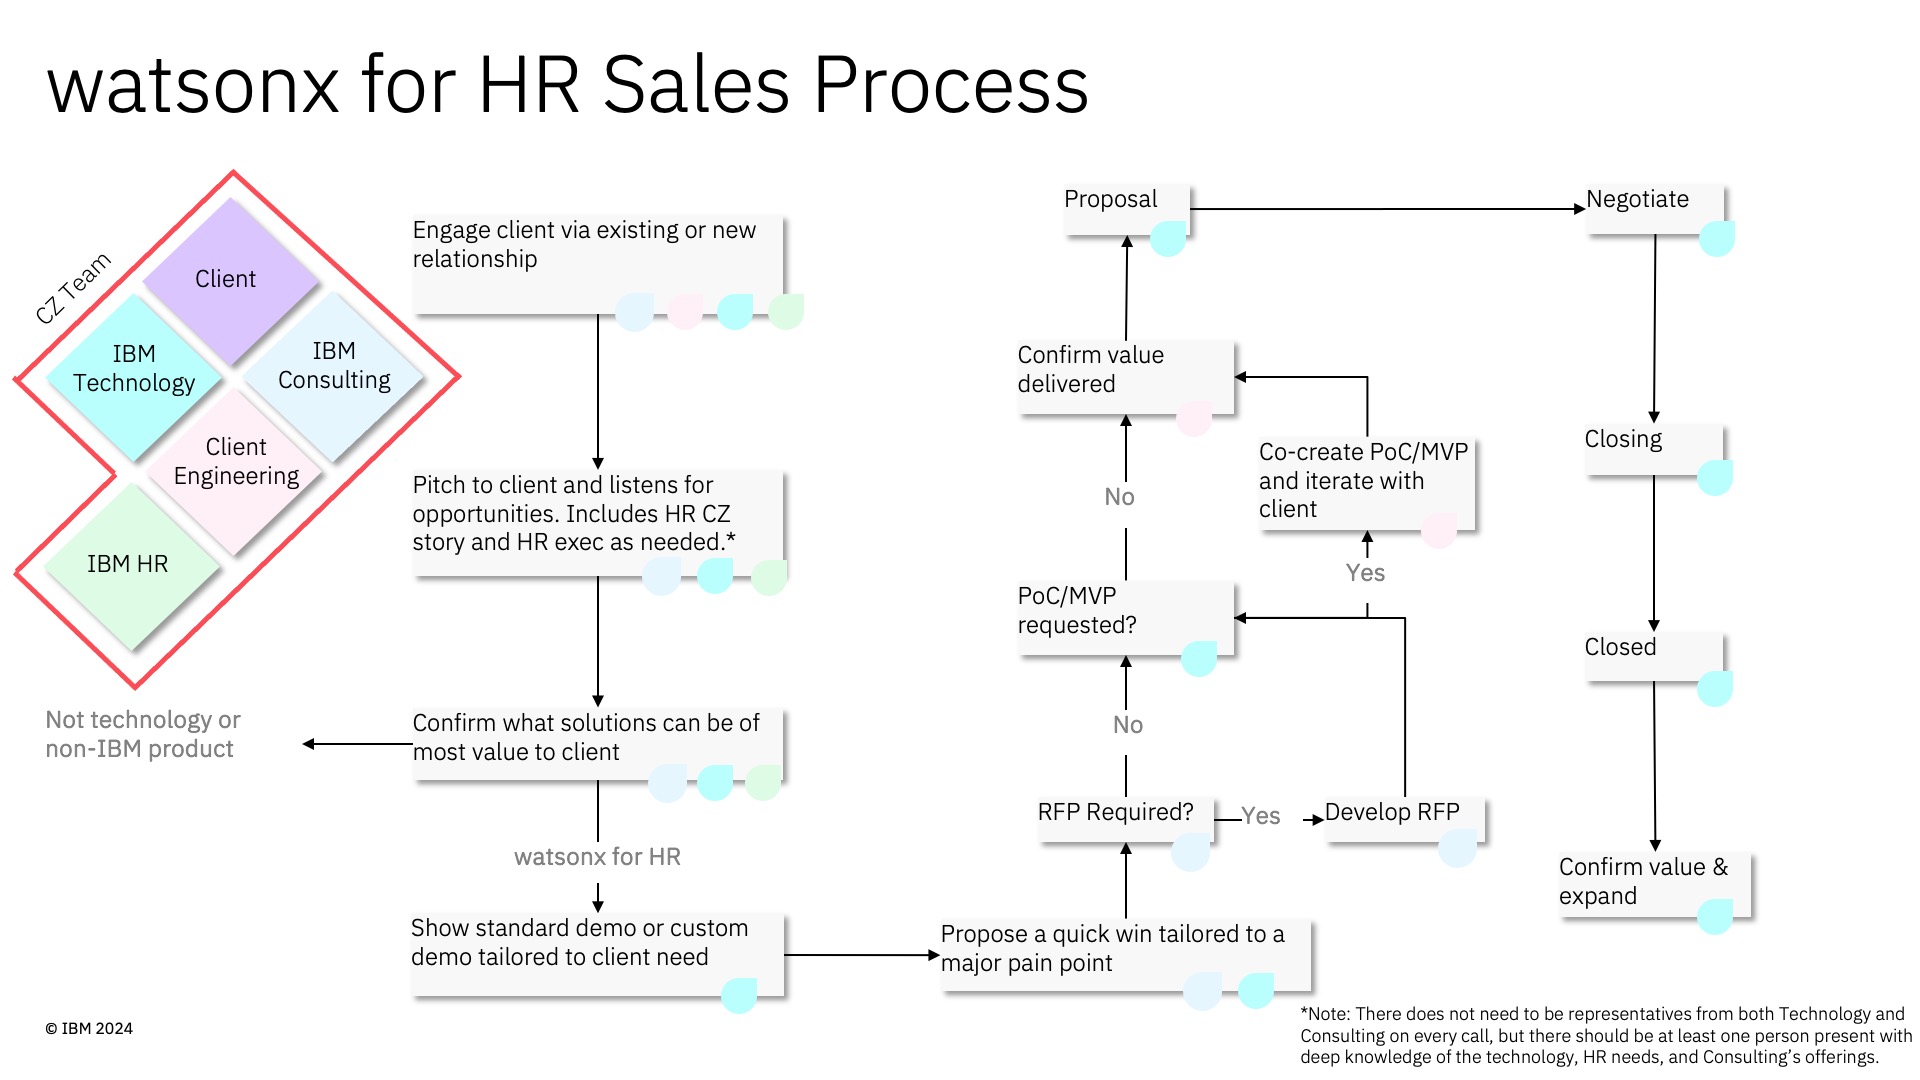 watsonx for HR Sales Process
CZ Team
Client
IBM
Technology
IBM
Consulting
Client
Engineering
IBM HR
Not technology or
non-IBM product
Engage client via existing or new
relationship
Pitch to client and listens for
opportunities. Includes HR CZ
story and HR exec as needed.*
Confirm what solutions can be of
most value to client
watsonx for HR
Show standard demo or custom
demo tailored to client need
Propose a quick win tailored to a
major pain point
RFP Required?
Yes
Develop RFP
No
PoC/MVP
requested?
Yes
Co-create PoC/MVP
and iterate with
client
No
Confirm value
delivered
Proposal
Negotiate
Closing
Closed
Confirm value &
expand
© IBM 2024
*Note: There does not need to be representatives from both Technology and
Consulting on every call, but there should be at least one person present with
deep knowledge of the technology, HR needs, and Consulting’s offerings.